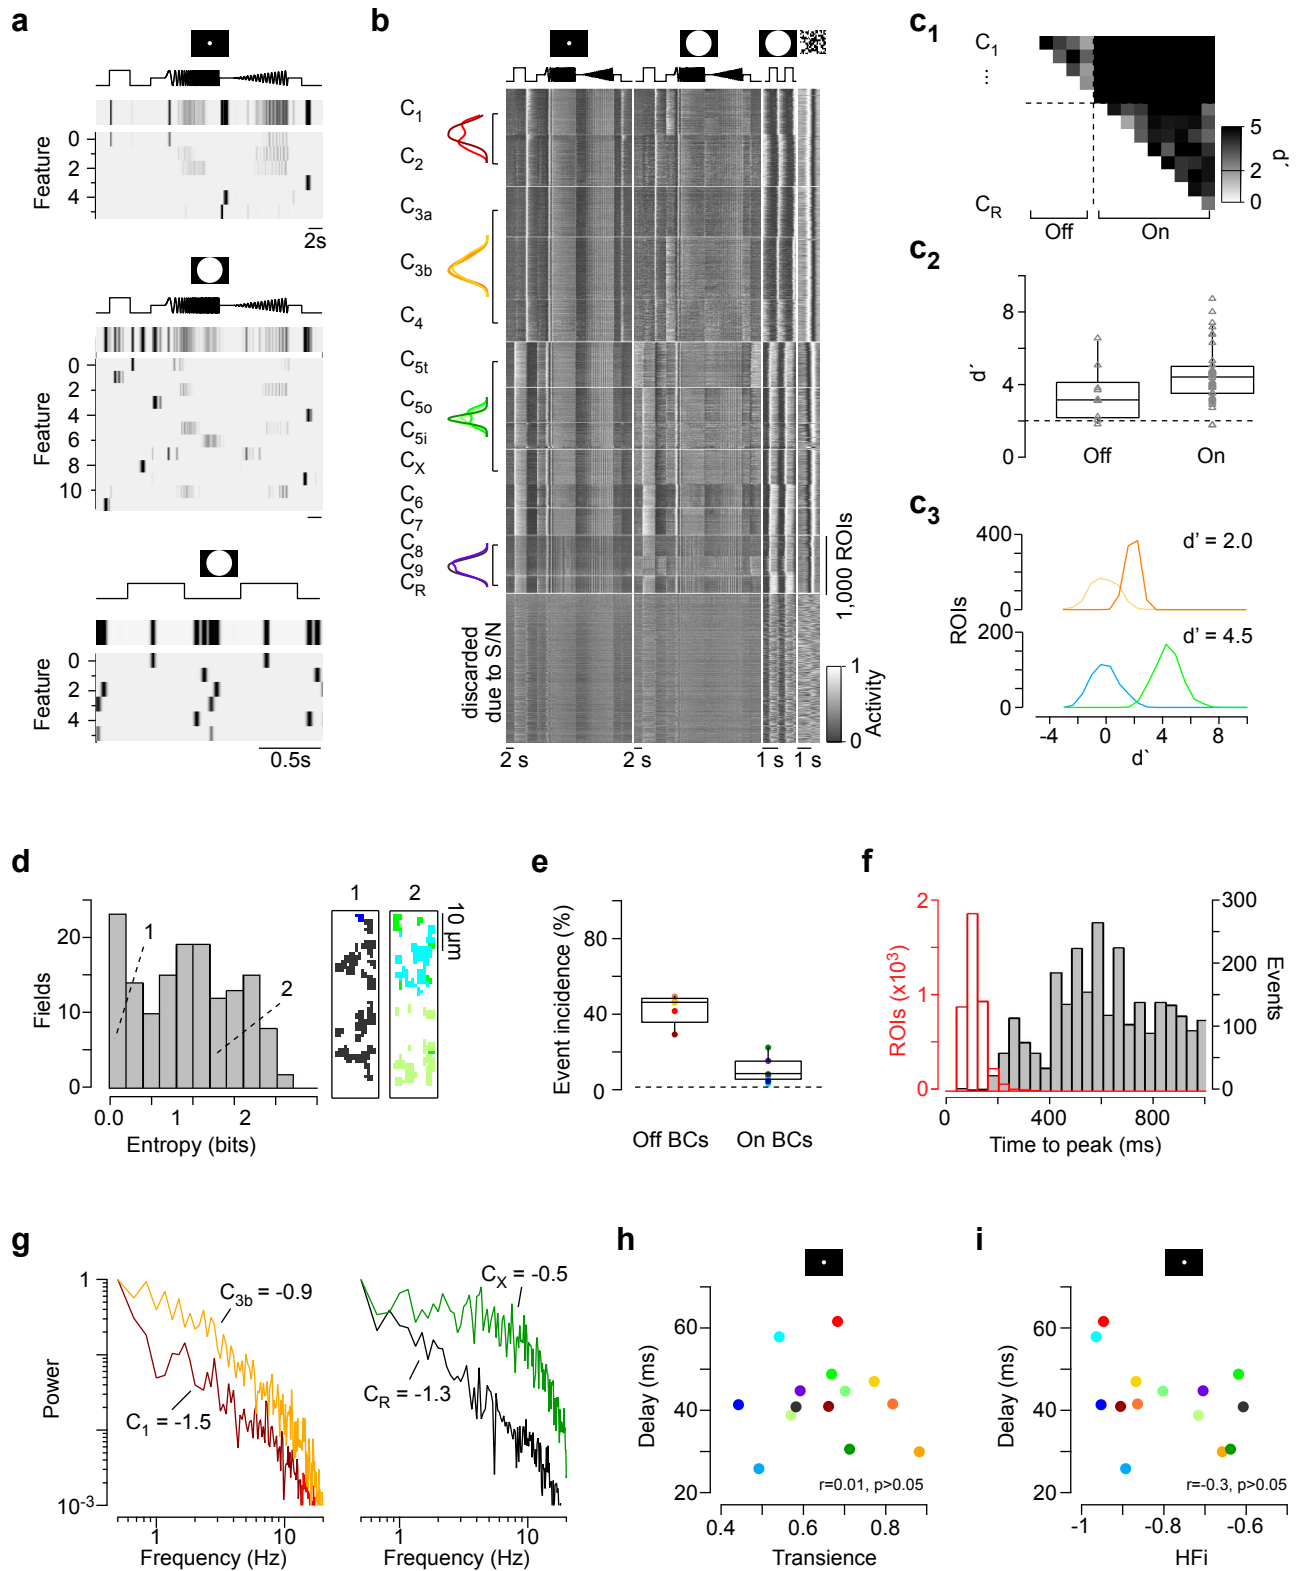 a
Feature
0
4
2s
Feature
0
2
4
6
8
10
Feature
0
2
4
0.5s
b
C1
C2
C3a
C3b
C4
C5t
C5o
C5i
CX
C6
C7
C8
C9
CR
discarded
due to S/N
1,000 ROIs
1
0
Activity
2 s
2 s
1 s
1 s
c1
C1
...
CR
Off
On
5
2
0
d´
c2
d´
8
4
0
Off
On
c3
ROIs
400
0
d' = 2.0
200
0
d' = 4.5
-4
0
4
8
d`
d
Fields
20
10
0
1
2
0.0
1
2
Entropy (bits)
1
2
10 µm
e
Event incidence (%)
80
40
0
Off BCs
On BCs
f
ROIs (x10³)
2
1
0
300
200
100
0
Events
0
400
800
Time to peak (ms)
g
Power
1
10-3
C3b = -0.9
C1 = -1.5
1
10
Frequency (Hz)
CX = -0.5
CR = -1.3
1
10
Frequency (Hz)
h
Delay (ms)
60
40
20
r=0.01, p>0.05
0.4
0.6
0.8
Transience
i
Delay (ms)
60
40
20
r=-0.3, p>0.05
-1
-0.8
-0.6
HFi